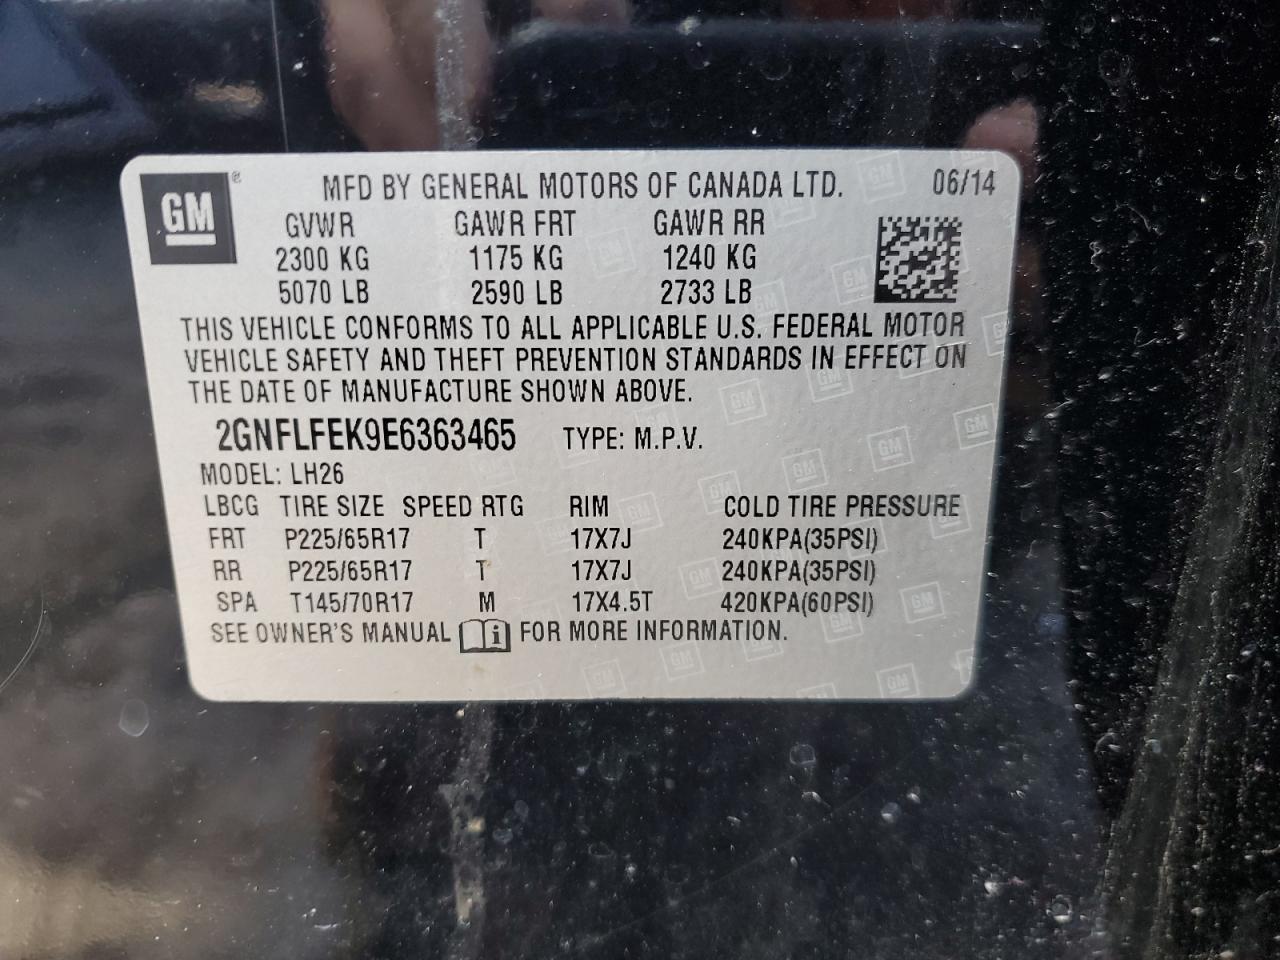 GM ® MFD BY GENERAL MOTORS OF CANADA LTD. 06/14
GVWR GAWR FRT GAWR RR
2300 KG 1175 KG 1240 KG
5070 LB 2590 LB 2733 LB
THIS VEHICLE CONFORMS TO ALL APPLICABLE U.S. FEDERAL MOTOR
VEHICLE SAFETY AND THEFT PREVENTION STANDARDS IN EFFECT ON
THE DATE OF MANUFACTURE SHOWN ABOVE.
2GNFLFEK9E6363465 TYPE: M.P.V.
MODEL: LH26
LBCG TIRE SIZE SPEED RTG RIM COLD TIRE PRESSURE
FRT P225/65R17 T 17X7J 240KPA(35PSI)
RR P225/65R17 T 17X7J 240KPA(35PSI)
SPA T145/70R17 M 17X4.5T 420KPA(60PSI)
SEE OWNER'S MANUAL i FOR MORE INFORMATION.